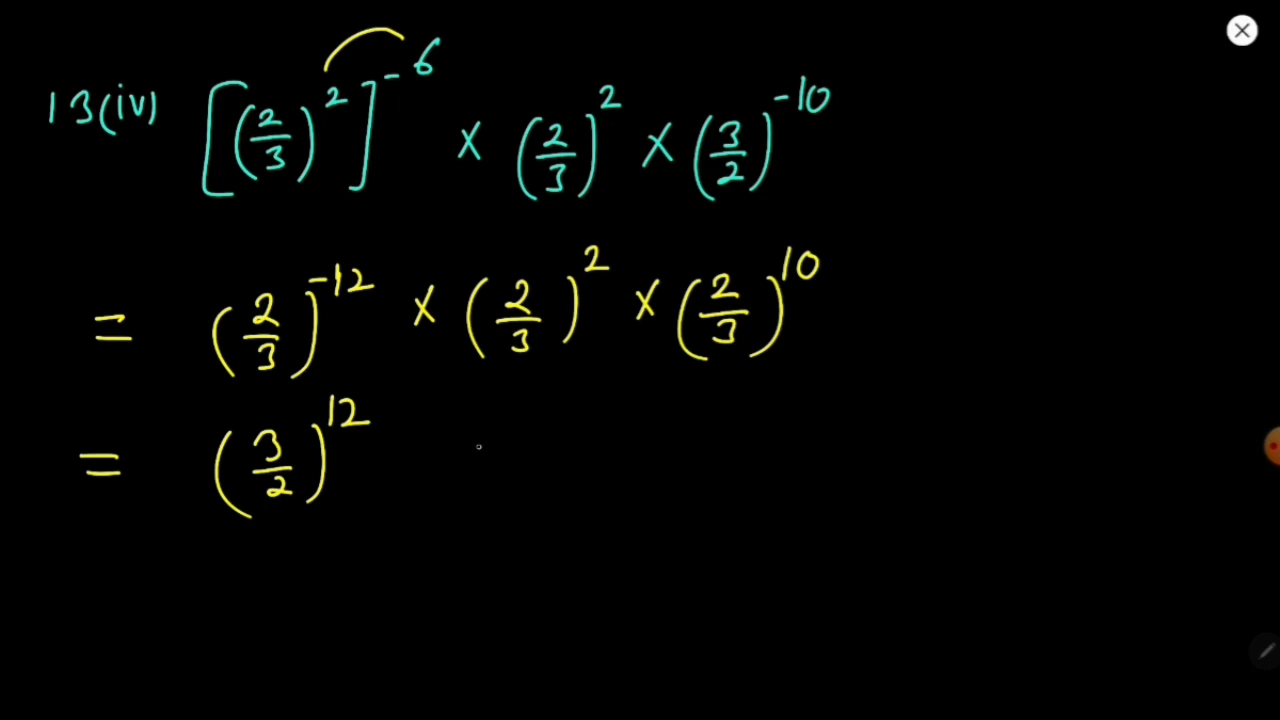 13(iv) [(2/3)^2]^-6 × (2/3)^2 × (3/2)^-10
= (2/3)^-12 × (2/3)^2 × (2/3)^10
= (3/2)^12